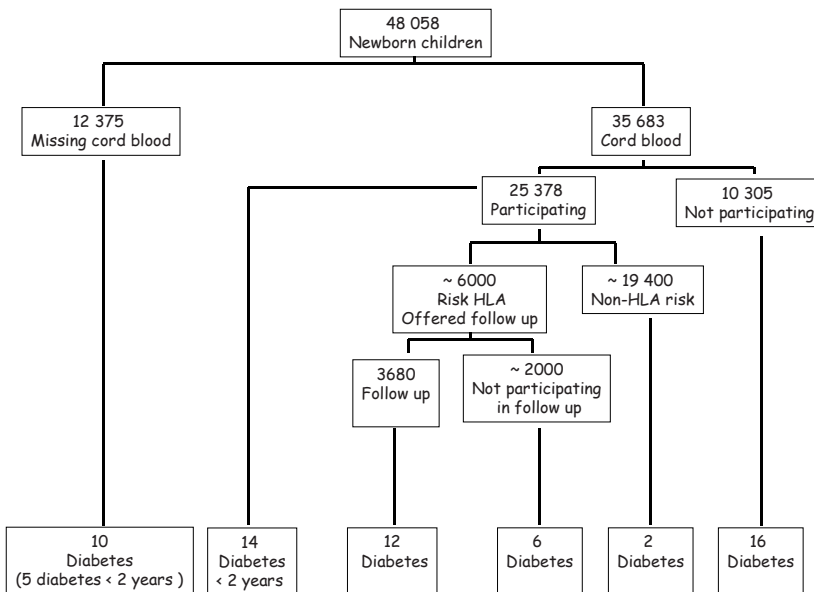 48 058
Newborn children
12 375
Missing cord blood
35 683
Cord blood
25 378
Participating
10 305
Not participating
~ 6000
Risk HLA
Offered follow up
~ 19 400
Non-HLA risk
3680
Follow up
~ 2000
Not participating
in follow up
10
Diabetes
(5 diabetes < 2 years )
14
Diabetes
< 2 years
12
Diabetes
6
Diabetes
2
Diabetes
16
Diabetes